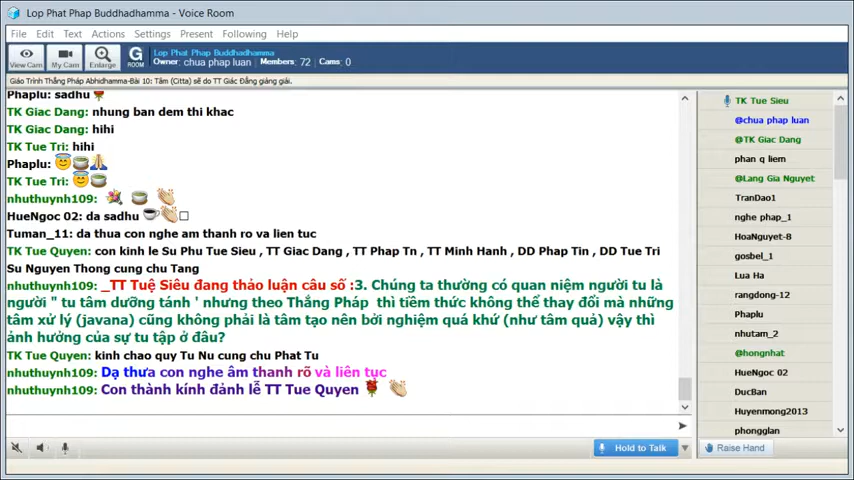 Lop Phat Phap Buddhadhamma - Voice Room
File Edit Text Actions Settings Present Following Help
View Cam My Cam Enlarge G ROOM
Lop Phat Phap Buddhadhamma
Owner: chua phap luan Members: 72 Cams: 0
Giáo Trình Thắng Pháp Abhidhamma-Bài 10: Tâm (Citta) sẽ do TT Giác Đẳng giảng giải.
Phaplu: sadhu
TK Giac Dang: nhung ban dem thi khac
TK Giac Dang: hihi
TK Tue Tri: hihi
Phaplu:
TK Tue Tri:
nhuthuynh109:
HueNgoc 02: da sadhu
Tuman_11: da thua con nghe am thanh ro va lien tuc
TK Tue Quyen: con kinh le Su Phu Tue Sieu , TT Giac Dang , TT Phap Tn , TT Minh Hanh , DD Phap Tin , DD Tue Tri
Su Nguyen Thong cung chu Tang
nhuthuynh109: _TT Tuệ Siêu đang thảo luận câu số :3. Chúng ta thường có quan niệm người tu là
người " tu tâm dưỡng tánh ' nhưng theo Thắng Pháp thì tiềm thức không thể thay đổi mà những
tâm xử lý (javana) cũng không phải là tâm tạo nên bởi nghiệm quá khứ (như tâm quả) vậy thì
ảnh hưởng của sự tu tập ở đâu?
TK Tue Quyen: kinh chao quy Tu Nu cung chu Phat Tu
nhuthuynh109: Dạ thưa con nghe âm thanh rõ và liên tục
nhuthuynh109: Con thành kính đảnh lễ TT Tue Quyen
Hold to Talk
TK Tue Sieu
@chua phap luan
@TK Giac Dang
phan q liem
@Lang Gia Nguyet
TranDao1
nghe phap_1
HoaNguyet-8
gosbel_1
Lua Ha
rangdong-12
Phaplu
nhutam_2
@hongnhat
HueNgoc 02
DucBan
Huyenmong2013
phongglan
Raise Hand